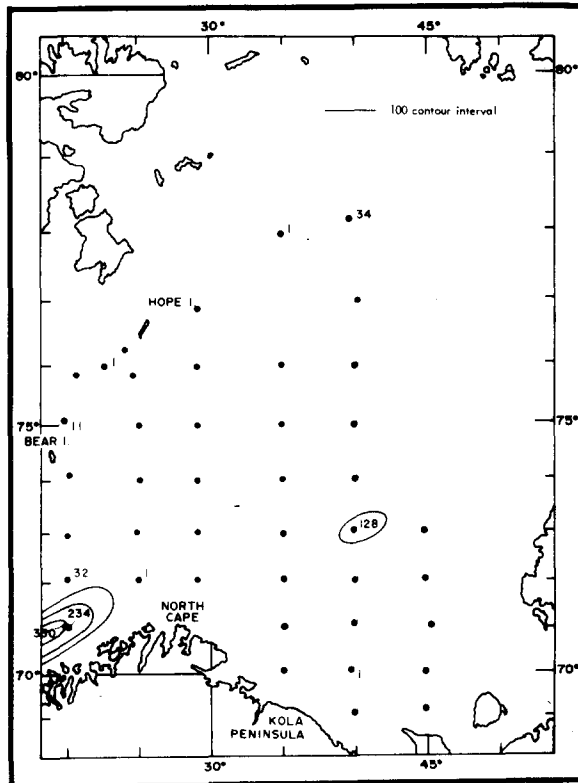 30° 45°
80° 80°
100 contour interval
34
1
HOPE I.
1
75° 11 75°
BEAR I.
128
32 1
NORTH
CAPE
234
350
70° 70°
1
KOLA
PENINSULA
30° 45°